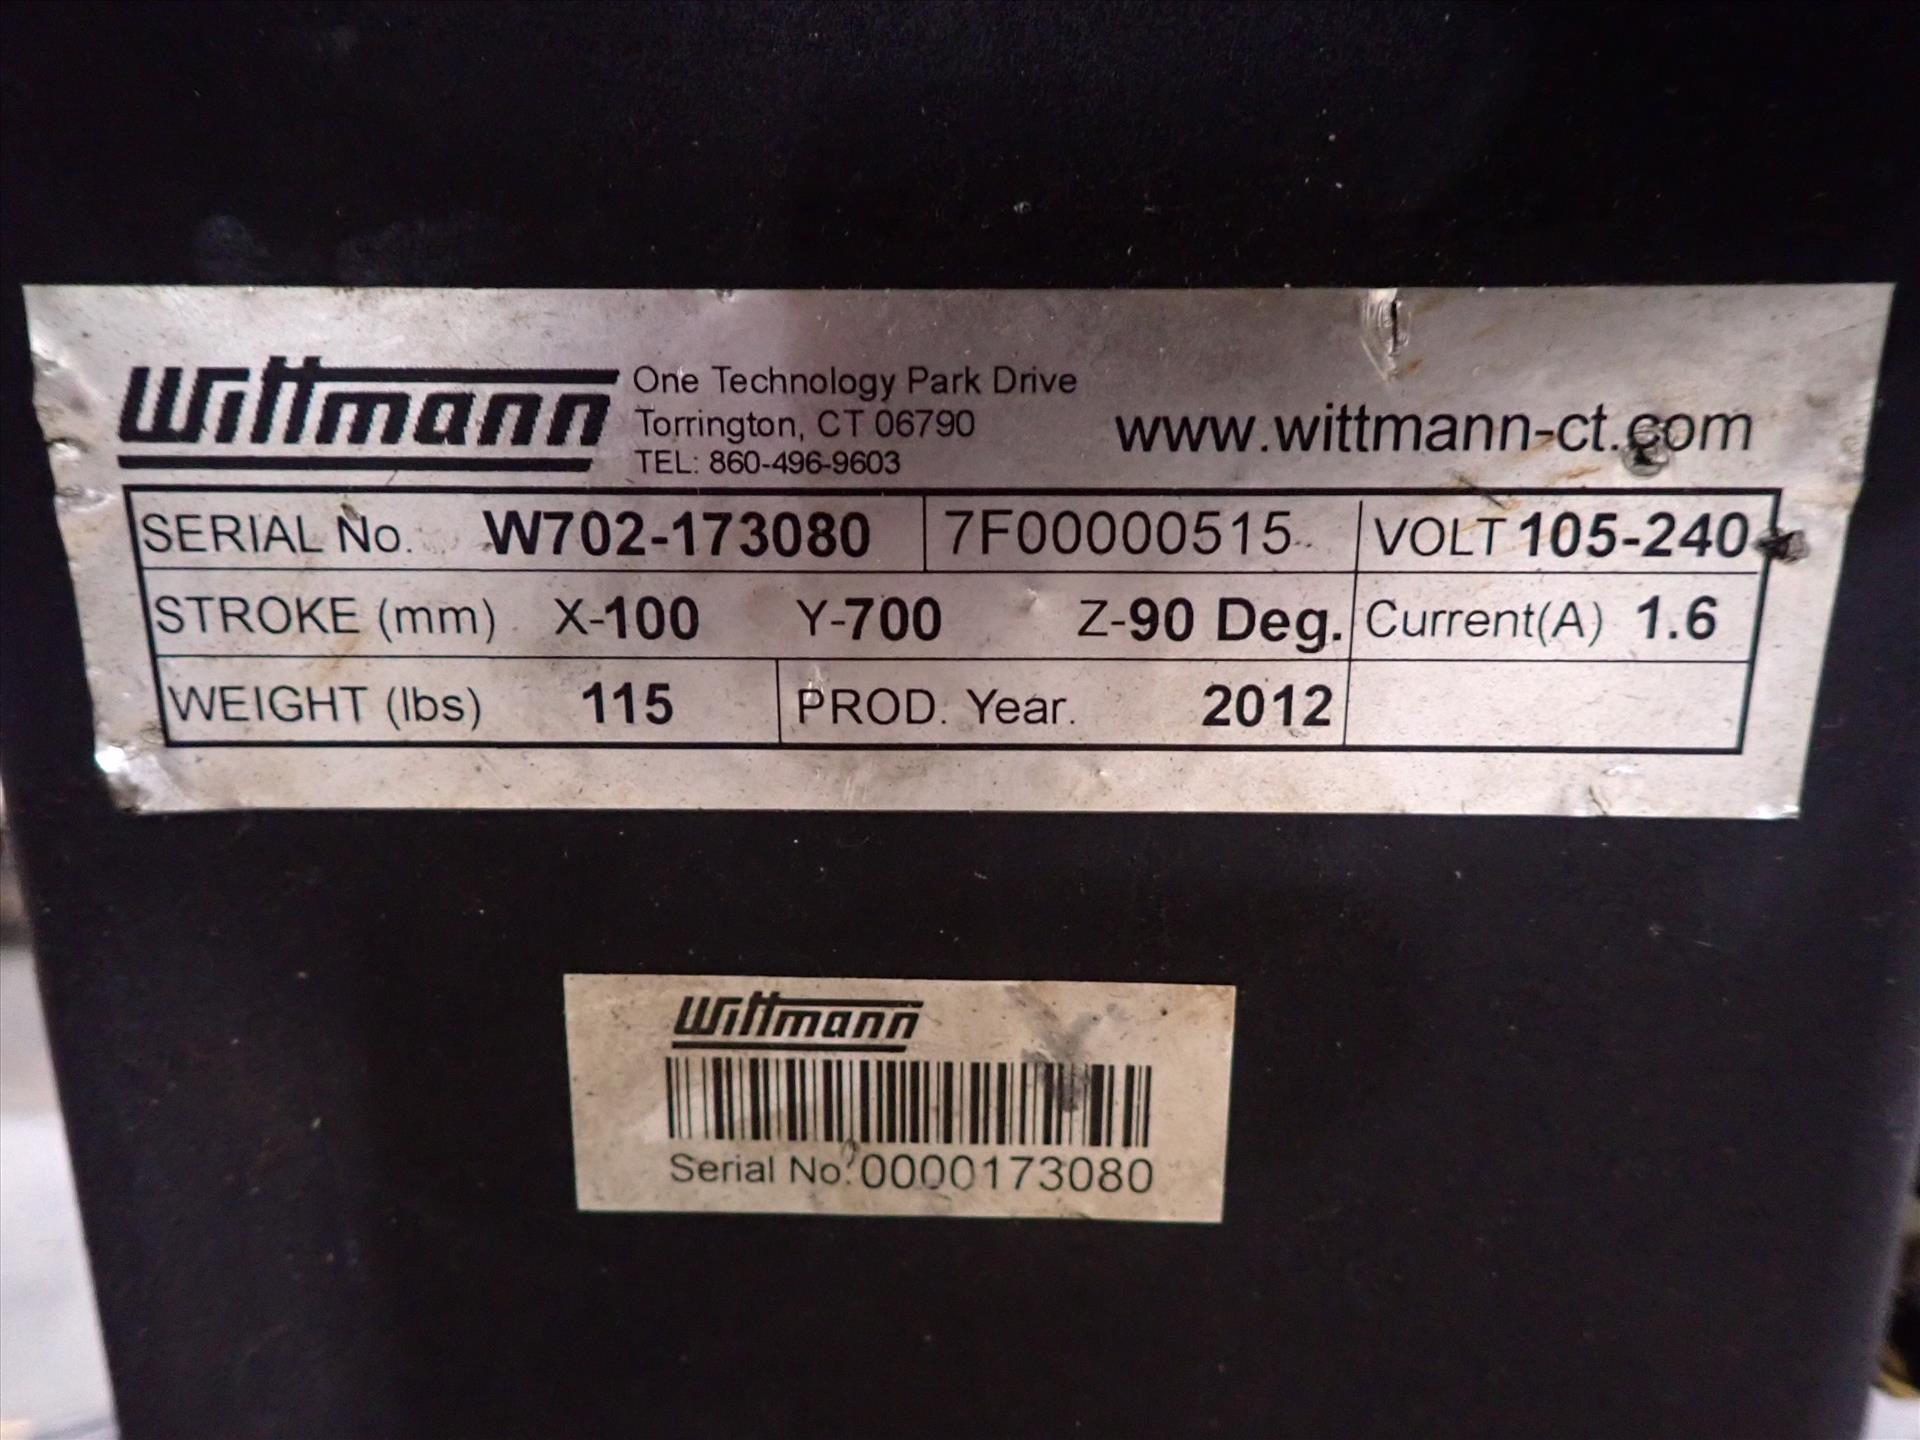 Wittmann
One Technology Park Drive
Torrington, CT 06790
TEL: 860-496-9603
www.wittmann-ct.com
SERIAL No. W702-173080 7F00000515 VOLT 105-240
STROKE (mm) X-100 Y-700 Z-90 Deg. Current(A) 1.6
WEIGHT (lbs) 115 PROD. Year. 2012
Wittmann
Serial No.0000173080